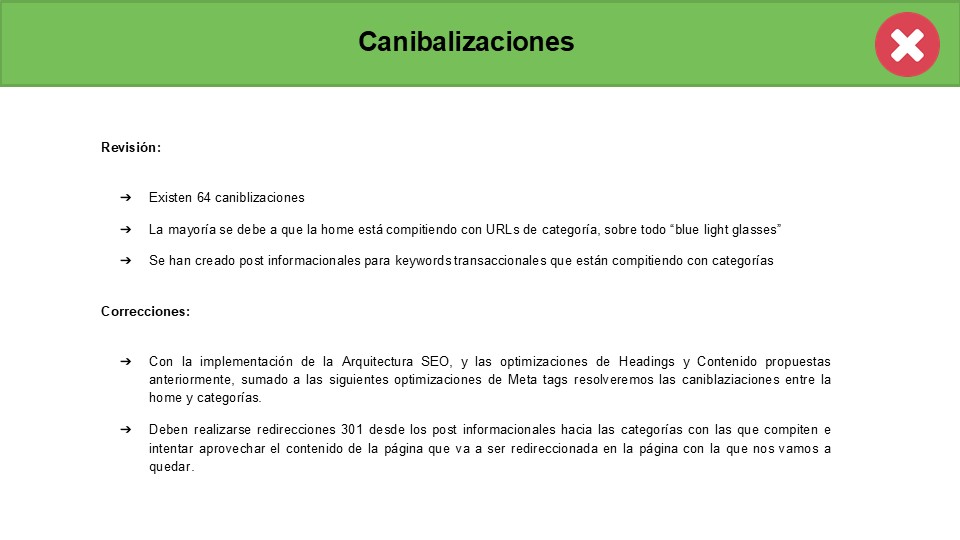 Canibalizaciones
Revisión:
➔ Existen 64 caniblizaciones
➔ La mayoría se debe a que la home está compitiendo con URLs de categoría, sobre todo “blue light glasses”
➔ Se han creado post informacionales para keywords transaccionales que están compitiendo con categorías
Correcciones:
➔ Con la implementación de la Arquitectura SEO, y las optimizaciones de Headings y Contenido propuestas
anteriormente, sumado a las siguientes optimizaciones de Meta tags resolveremos las caniblaziaciones entre la
home y categorías.
➔ Deben realizarse redirecciones 301 desde los post informacionales hacia las categorías con las que compiten e
intentar aprovechar el contenido de la página que va a ser redireccionada en la página con la que nos vamos a
quedar.